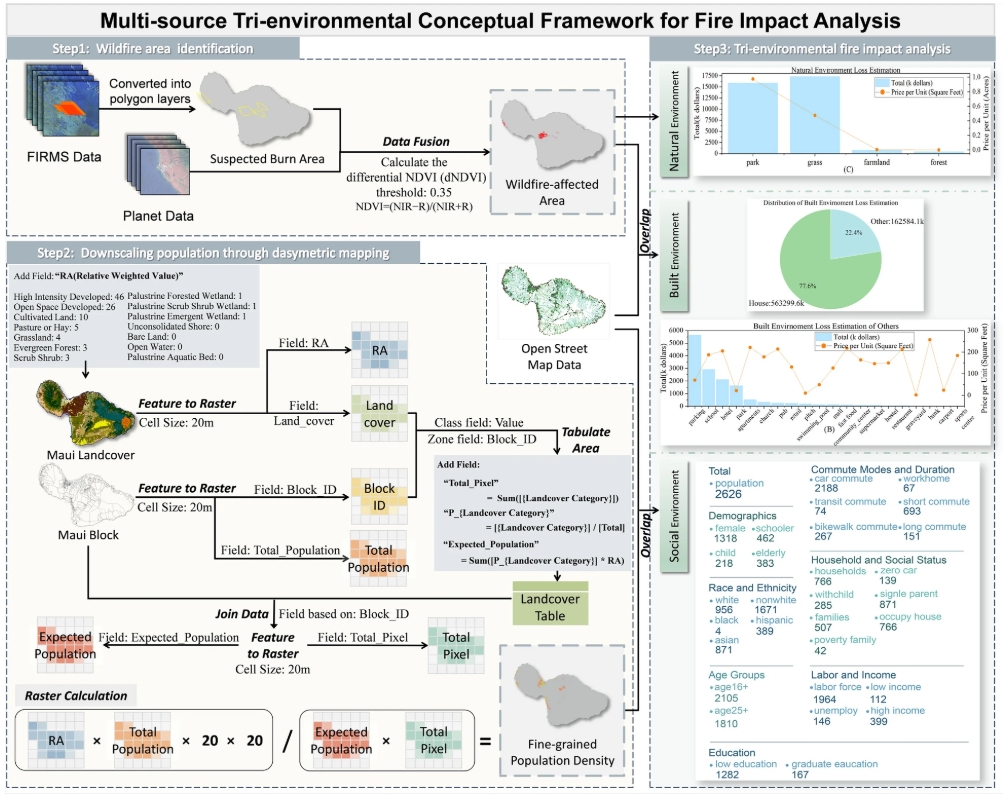 Multi-source Tri-environmental Conceptual Framework for Fire Impact Analysis
Step1: Wildfire area identification
FIRMS Data
Converted into
polygon layers
Suspected Burn Area
Planet Data
Data Fusion
Calculate the
differential NDVI (dNDVI)
threshold: 0.35
NDVI=(NIR−R)/(NIR+R)
Wildfire-affected
Area
Step2: Downscaling population through dasymetric mapping
Add Field: “RA(Relative Weighted Value)”
High Intensity Developed: 46
Open Space Developed: 26
Cultivated Land: 10
Pasture or Hay: 5
Grassland: 4
Evergreen Forest: 3
Scrub Shrub: 3
Palustrine Forested Wetland: 1
Palustrine Scrub Shrub Wetland: 1
Palustrine Emergent Wetland: 1
Unconsolidated Shore: 0
Bare Land: 0
Open Water: 0
Palustrine Aquatic Bed: 0
Maui Landcover
Feature to Raster
Cell Size: 20m
Field: RA
RA
Field:
Land_cover
Land
cover
Maui Block
Feature to Raster
Cell Size: 20m
Field: Block_ID
Block
ID
Field: Total_Population
Total
Population
Class field: Value
Zone field: Block_ID
Tabulate
Area
Add Field:
“Total_Pixel”
= Sum([{Landcover Category}])
“P_{Landcover Category}”
= [{Landcover Category}] / [Total]
“Expected_Population”
= Sum([P_{Landcover Category}] * RA)
Landcover
Table
Open Street
Map Data
Overlap
Overlap
Join Data
Field based on: Block_ID
Expected
Population
Field: Expected_Population
Feature
to Raster
Cell Size: 20m
Field: Total_Pixel
Total
Pixel
Raster Calculation
RA × Total Population × 20 × 20 / Expected Population × Total Pixel =
Fine-grained
Population Density
Step3: Tri-environmental fire impact analysis
Natural Environment
Natural Environment Loss Estimation
Total (k dollars)
Price per Unit (Square Feet)
Total(k dollars)
17500
15000
12500
10000
7500
5000
2500
0
Price per Unit (Acres)
1.0
0.8
0.6
0.4
0.2
0.0
park
grass
farmland
forest
(C)
Built Environment
Distribution of Built Envirnoment Loss Estimation
Other:162584.1k
22.4%
77.6%
House:563299.6k
Built Envirnoment Loss Estimation of Others
Total (k dollars)
Price per Unit (Square Feet)
Total(k dollars)
6000
5000
4000
3000
2000
1000
0
Price per Unit (Square Feet)
300
200
100
0
parking
school
park
apartments
church
pub
retail
swimming_pool
mall
fast food
community_centre
supermarket
hotel
restaurant
graveyard
bank
carport
sports
centre
(B)
Social Environment
Total
population
2626
Demographics
female
1318
schooler
462
child
218
elderly
383
Race and Ethnicity
white
956
nonwhite
1671
black
4
hispanic
389
asian
871
Age Groups
age16+
2105
age25+
1810
Education
low education
1282
graduate eaucation
167
Commute Modes and Duration
car commute
2188
workhome
67
transit commute
74
short commute
693
bikewalk commute
267
long commute
151
Household and Social Status
households
766
zero car
139
withchild
285
signle parent
871
families
507
occupy house
766
poverty family
42
Labor and Income
labor force
1964
low income
112
unemploy
146
high income
399